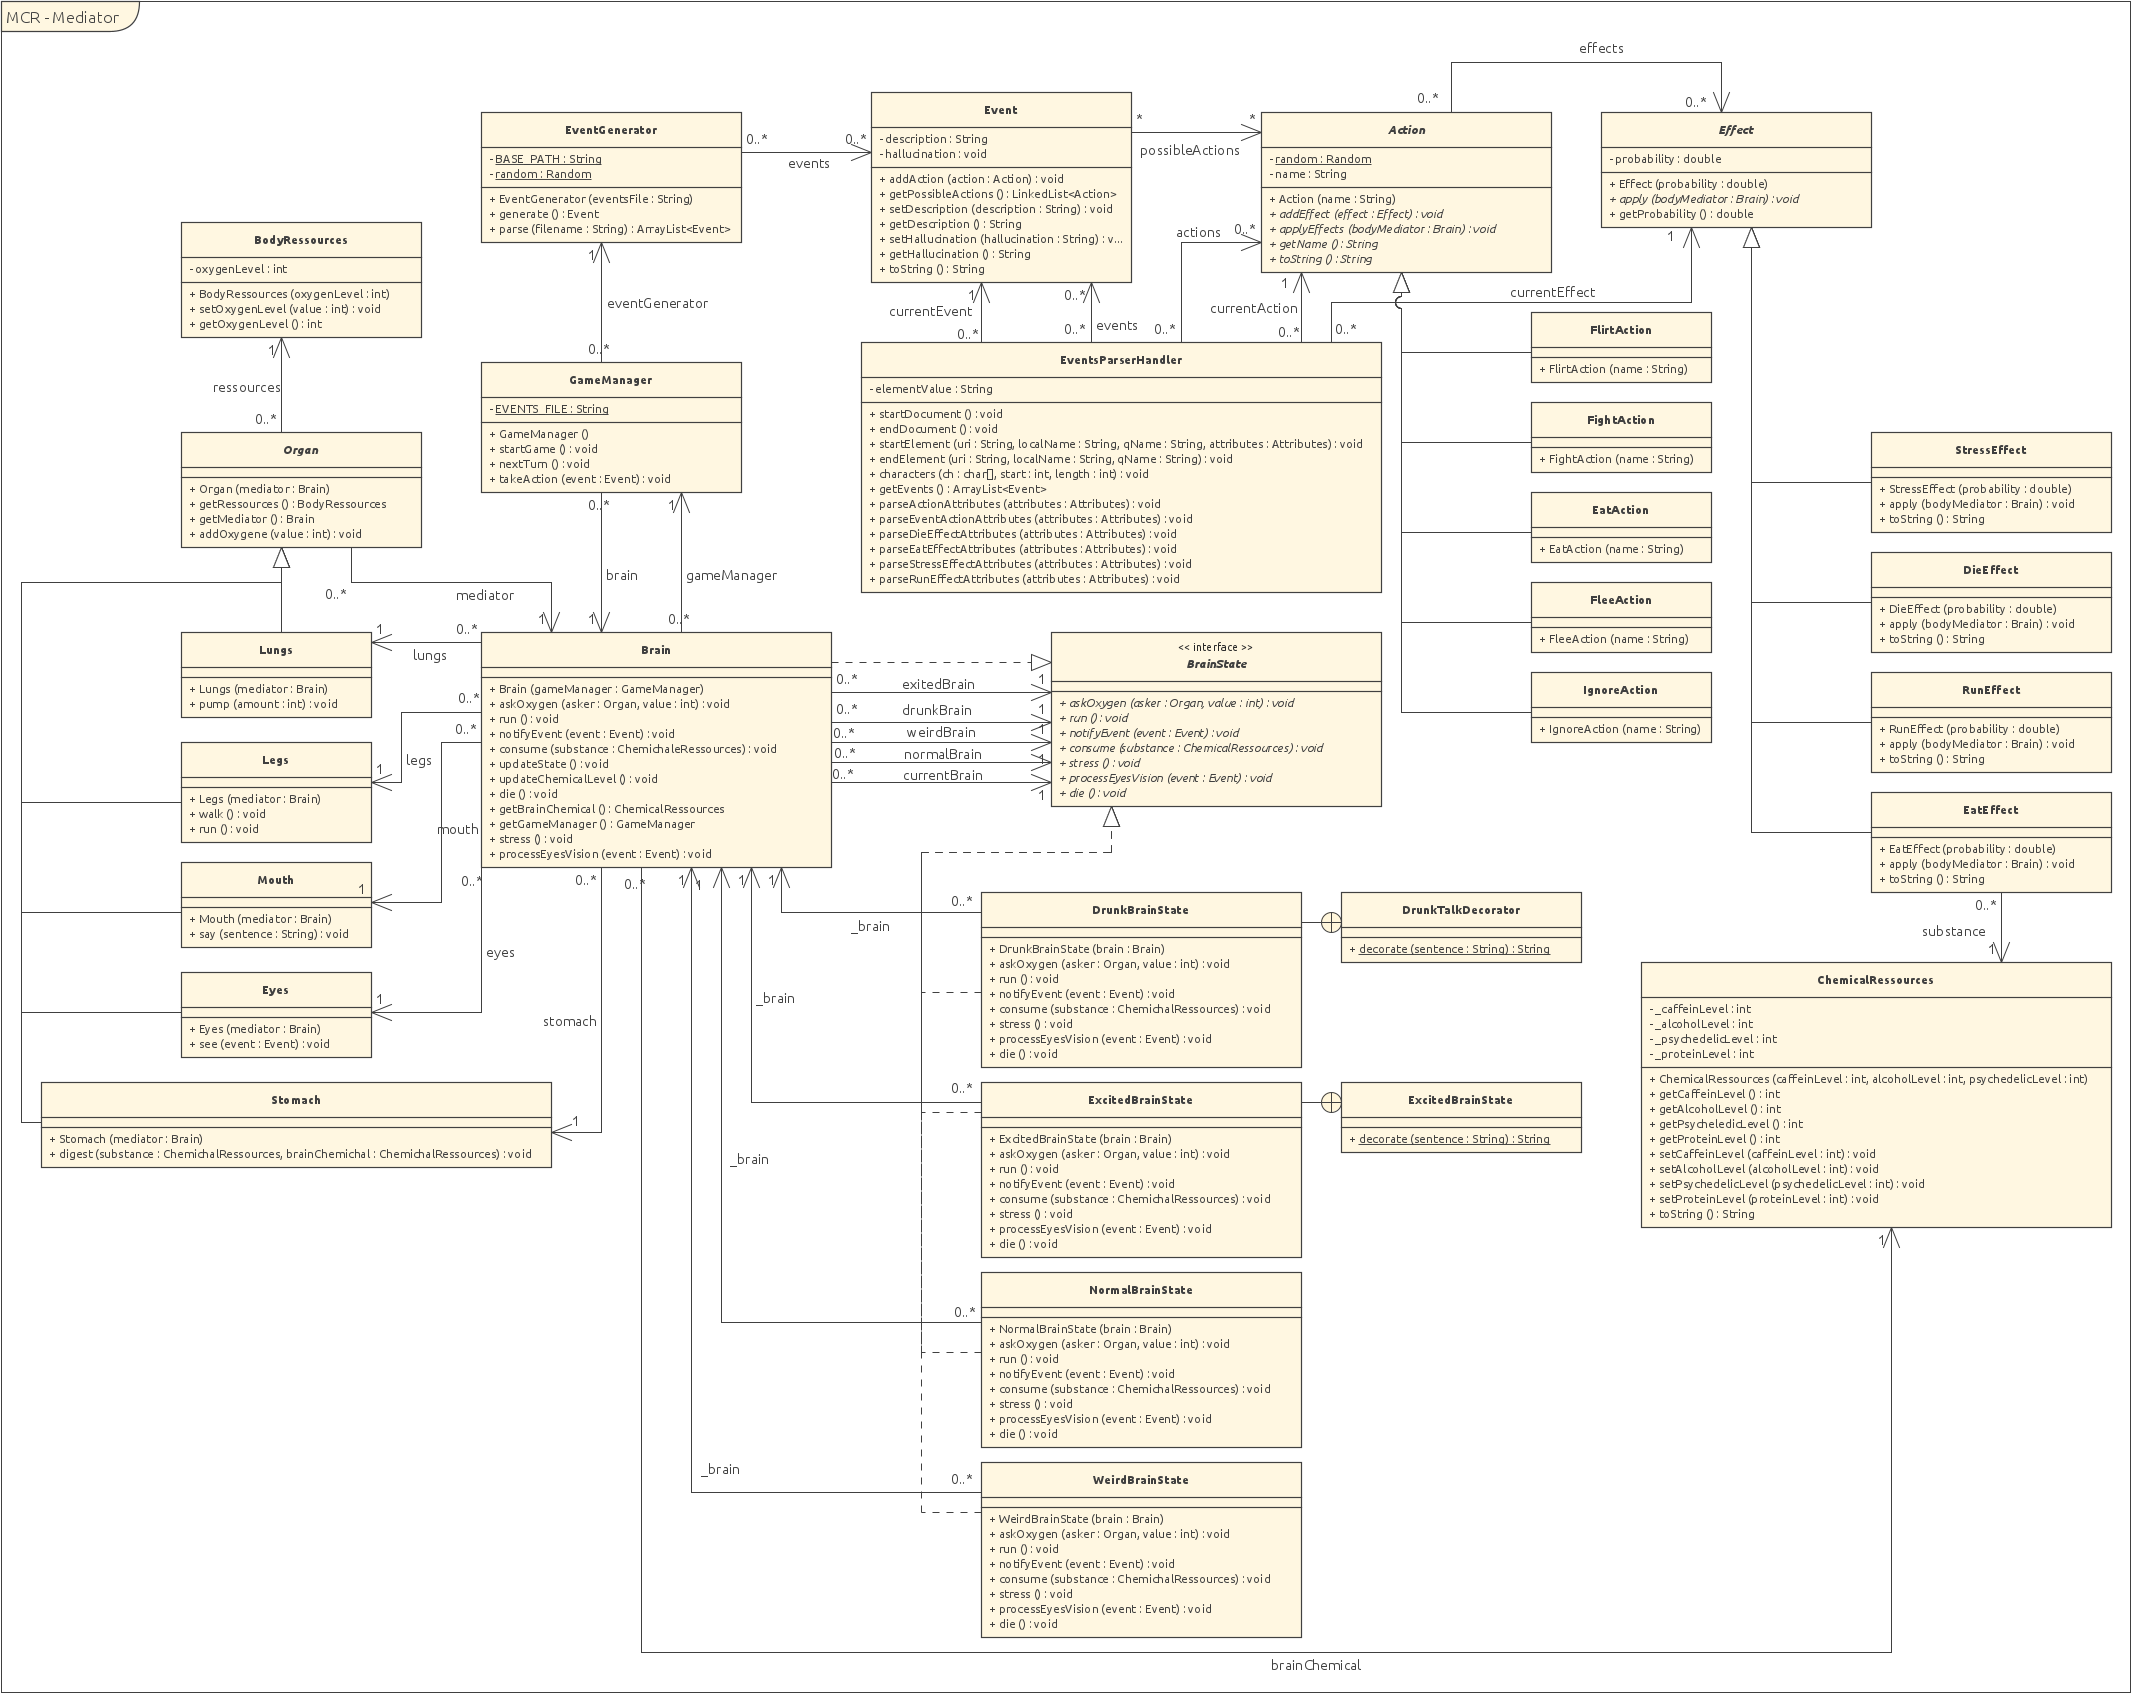 MCR - Mediator
effects
0..*
0..*
EventGenerator
- BASE_PATH : String
- random : Random
+ EventGenerator (eventsFile : String)
+ generate () : Event
+ parse (filename : String) : ArrayList<Event>
0..*
0..*
events
Event
- description : String
- hallucination : void
+ addAction (action : Action) : void
+ getPossibleActions () : LinkedList<Action>
+ setDescription (description : String) : void
+ getDescription () : String
+ setHallucination (hallucination : String) : v...
+ getHallucination () : String
+ toString () : String
*
*
possibleActions
Action
- random : Random
- name : String
+ Action (name : String)
+ addEffect (effect : Effect) : void
+ applyEffects (bodyMediator : Brain) : void
+ getName () : String
+ toString () : String
Effect
- probability : double
+ Effect (probability : double)
+ apply (bodyMediator : Brain) : void
+ getProbability () : double
BodyRessources
- oxygenLevel : int
+ BodyRessources (oxygenLevel : int)
+ setOxygenLevel (value : int) : void
+ getOxygenLevel () : int
1
ressources
0..*
1
eventGenerator
0..*
1
currentEvent
0..*
0..*
0..*
events
actions
0..*
0..*
1
currentAction
0..*
1
currentEffect
0..*
GameManager
- EVENTS_FILE : String
+ GameManager ()
+ startGame () : void
+ nextTurn () : void
+ takeAction (event : Event) : void
EventsParserHandler
- elementValue : String
+ startDocument () : void
+ endDocument () : void
+ startElement (uri : String, localName : String, qName : String, attributes : Attributes) : void
+ endElement (uri : String, localName : String, qName : String) : void
+ characters (ch : char[], start : int, length : int) : void
+ getEvents () : ArrayList<Event>
+ parseActionAttributes (attributes : Attributes) : void
+ parseEventActionAttributes (attributes : Attributes) : void
+ parseDieEffectAttributes (attributes : Attributes) : void
+ parseEatEffectAttributes (attributes : Attributes) : void
+ parseStressEffectAttributes (attributes : Attributes) : void
+ parseRunEffectAttributes (attributes : Attributes) : void
FlirtAction
+ FlirtAction (name : String)
FightAction
+ FightAction (name : String)
EatAction
+ EatAction (name : String)
FleeAction
+ FleeAction (name : String)
IgnoreAction
+ IgnoreAction (name : String)
StressEffect
+ StressEffect (probability : double)
+ apply (bodyMediator : Brain) : void
+ toString () : String
DieEffect
+ DieEffect (probability : double)
+ apply (bodyMediator : Brain) : void
+ toString () : String
RunEffect
+ RunEffect (probability : double)
+ apply (bodyMediator : Brain) : void
+ toString () : String
EatEffect
+ EatEffect (probability : double)
+ apply (bodyMediator : Brain) : void
+ toString () : String
0..*
substance
1
Organ
+ Organ (mediator : Brain)
+ getRessources () : BodyRessources
+ getMediator () : Brain
+ addOxygene (value : int) : void
0..*
mediator
1
0..*
brain
1
1
gameManager
0..*
Lungs
+ Lungs (mediator : Brain)
+ pump (amount : int) : void
1
0..*
lungs
Legs
+ Legs (mediator : Brain)
+ walk () : void
+ run () : void
0..*
1
legs
Mouth
+ Mouth (mediator : Brain)
+ say (sentence : String) : void
0..*
mouth
1
Eyes
+ Eyes (mediator : Brain)
+ see (event : Event) : void
0..*
eyes
1
Stomach
+ Stomach (mediator : Brain)
+ digest (substance : ChemichalRessources, brainChemichal : ChemichalRessources) : void
0..*
stomach
1
Brain
+ Brain (gameManager : GameManager)
+ askOxygen (asker : Organ, value : int) : void
+ run () : void
+ notifyEvent (event : Event) : void
+ consume (substance : ChemichaleRessources) : void
+ updateState () : void
+ updateChemicalLevel () : void
+ die () : void
+ getBrainChemical () : ChemicalRessources
+ getGameManager () : GameManager
+ stress () : void
+ processEyesVision (event : Event) : void
0..*
exitedBrain
1
0..*
drunkBrain
1
0..*
weirdBrain
1
0..*
normalBrain
1
0..*
currentBrain
1
<< interface >>
BrainState
+ askOxygen (asker : Organ, value : int) : void
+ run () : void
+ notifyEvent (event : Event) : void
+ consume (substance : ChemicalRessources) : void
+ stress () : void
+ processEyesVision (event : Event) : void
+ die () : void
0..*
1
1
1
1
0..*
_brain
DrunkBrainState
+ DrunkBrainState (brain : Brain)
+ askOxygen (asker : Organ, value : int) : void
+ run () : void
+ notifyEvent (event : Event) : void
+ consume (substance : ChemichalRessources) : void
+ stress () : void
+ processEyesVision (event : Event) : void
+ die () : void
DrunkTalkDecorator
+ decorate (sentence : String) : String
_brain
0..*
ExcitedBrainState
+ ExcitedBrainState (brain : Brain)
+ askOxygen (asker : Organ, value : int) : void
+ run () : void
+ notifyEvent (event : Event) : void
+ consume (substance : ChemichalRessources) : void
+ stress () : void
+ processEyesVision (event : Event) : void
+ die () : void
ExcitedBrainState
+ decorate (sentence : String) : String
_brain
0..*
NormalBrainState
+ NormalBrainState (brain : Brain)
+ askOxygen (asker : Organ, value : int) : void
+ run () : void
+ notifyEvent (event : Event) : void
+ consume (substance : ChemichalRessources) : void
+ stress () : void
+ processEyesVision (event : Event) : void
+ die () : void
_brain
0..*
WeirdBrainState
+ WeirdBrainState (brain : Brain)
+ askOxygen (asker : Organ, value : int) : void
+ run () : void
+ notifyEvent (event : Event) : void
+ consume (substance : ChemichalRessources) : void
+ stress () : void
+ processEyesVision (event : Event) : void
+ die () : void
ChemicalRessources
- _caffeinLevel : int
- _alcoholLevel : int
- _psychedelicLevel : int
- _proteinLevel : int
+ ChemicalRessources (caffeinLevel : int, alcoholLevel : int, psychedelicLevel : int)
+ getCaffeinLevel () : int
+ getAlcoholLevel () : int
+ getPsycheledicLevel () : int
+ getProteinLevel () : int
+ setCaffeinLevel (caffeinLevel : int) : void
+ setAlcoholLevel (alcoholLevel : int) : void
+ setPsychedelicLevel (psychedelicLevel : int) : void
+ setProteinLevel (proteinLevel : int) : void
+ toString () : String
1
brainChemical